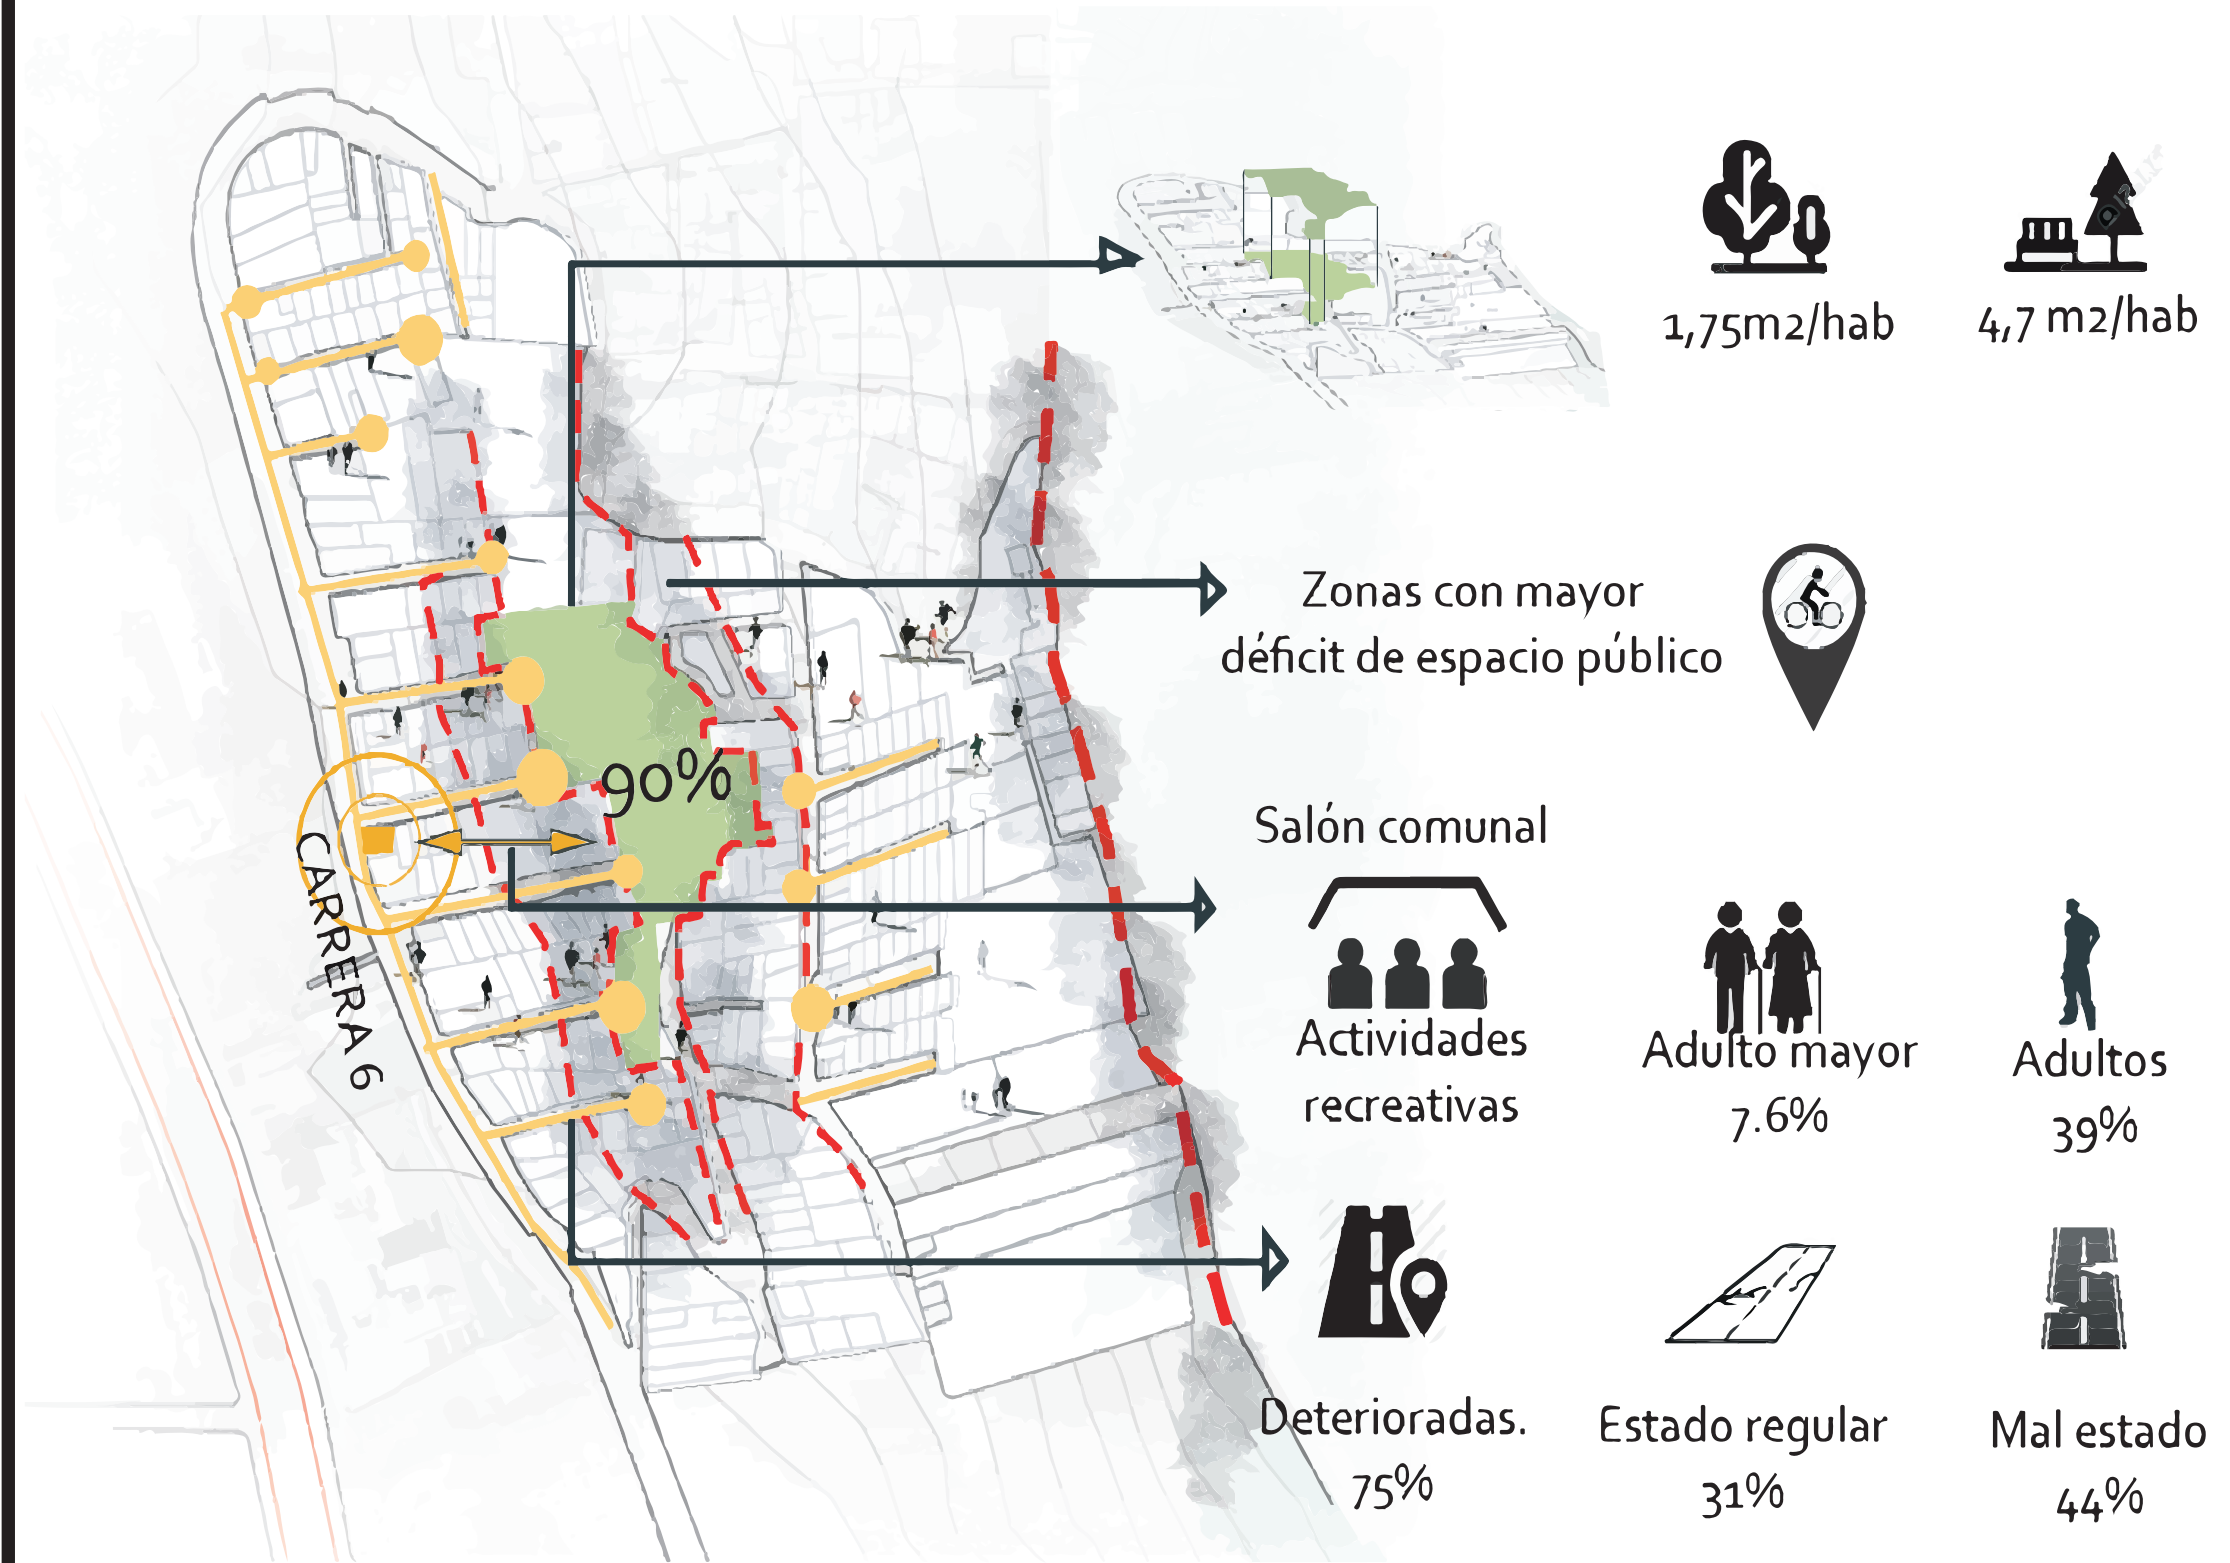 1,75m2/hab
4,7 m2/hab
Zonas con mayor
déficit de espacio público
90%
CARRERA 6
Salón comunal
Actividades
recreativas
Adulto mayor
7.6%
Adultos
39%
Deterioradas.
75%
Estado regular
31%
Mal estado
44%